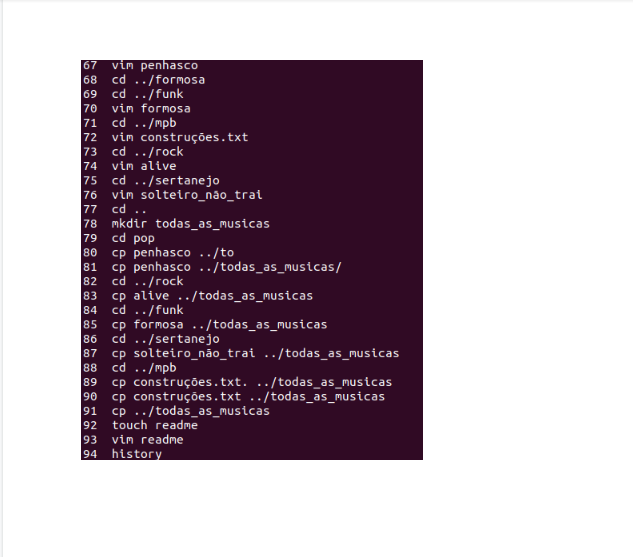 67 vim penhasco
68 cd ../formosa
69 cd ../funk
70 vim formosa
71 cd ../mpb
72 vim construções.txt
73 cd ../rock
74 vim alive
75 cd ../sertanejo
76 vim solteiro_não_trai
77 cd ..
78 mkdir todas_as_musicas
79 cd pop
80 cp penhasco ../to
81 cp penhasco ../todas_as_musicas/
82 cd ../rock
83 cp alive ../todas_as_musicas
84 cd ../funk
85 cp formosa ../todas_as_musicas
86 cd ../sertanejo
87 cp solteiro_não_trai ../todas_as_musicas
88 cd ../mpb
89 cp construções.txt. ../todas_as_musicas
90 cp construções.txt ../todas_as_musicas
91 cp ../todas_as_musicas
92 touch readme
93 vim readme
94 history